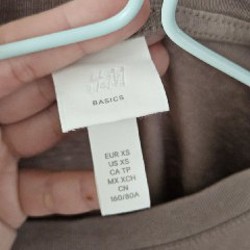 BASICS
EUR XS
US XS
CA TP
MX XCH
CN
160/80A